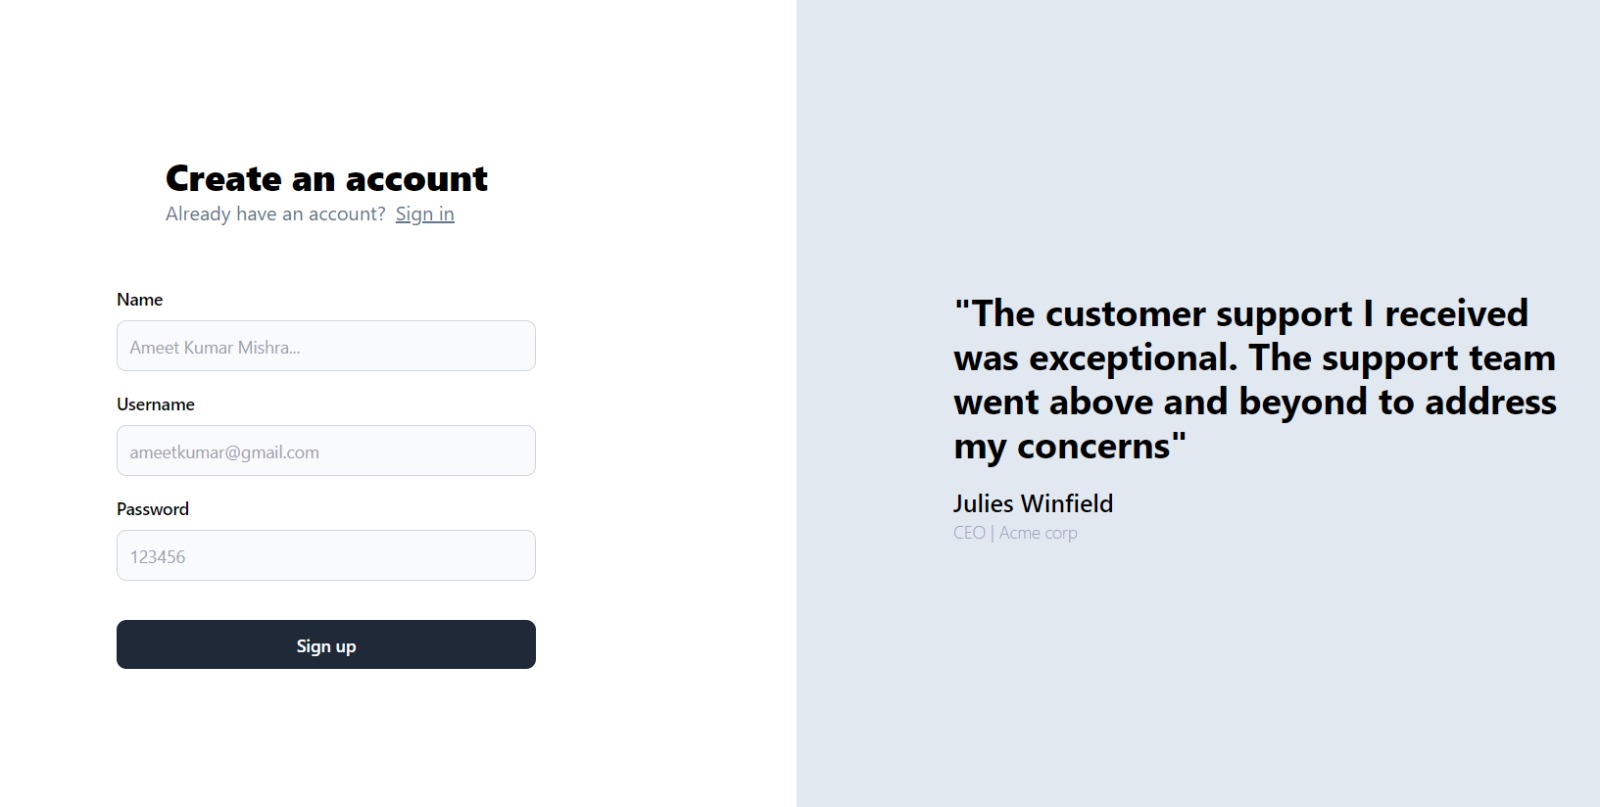 Create an account
Already have an account? Sign in
Name
Ameet Kumar Mishra...
Username
ameetkumar@gmail.com
Password
123456
Sign up
"The customer support I received
was exceptional. The support team
went above and beyond to address
my concerns"
Julies Winfield
CEO | Acme corp